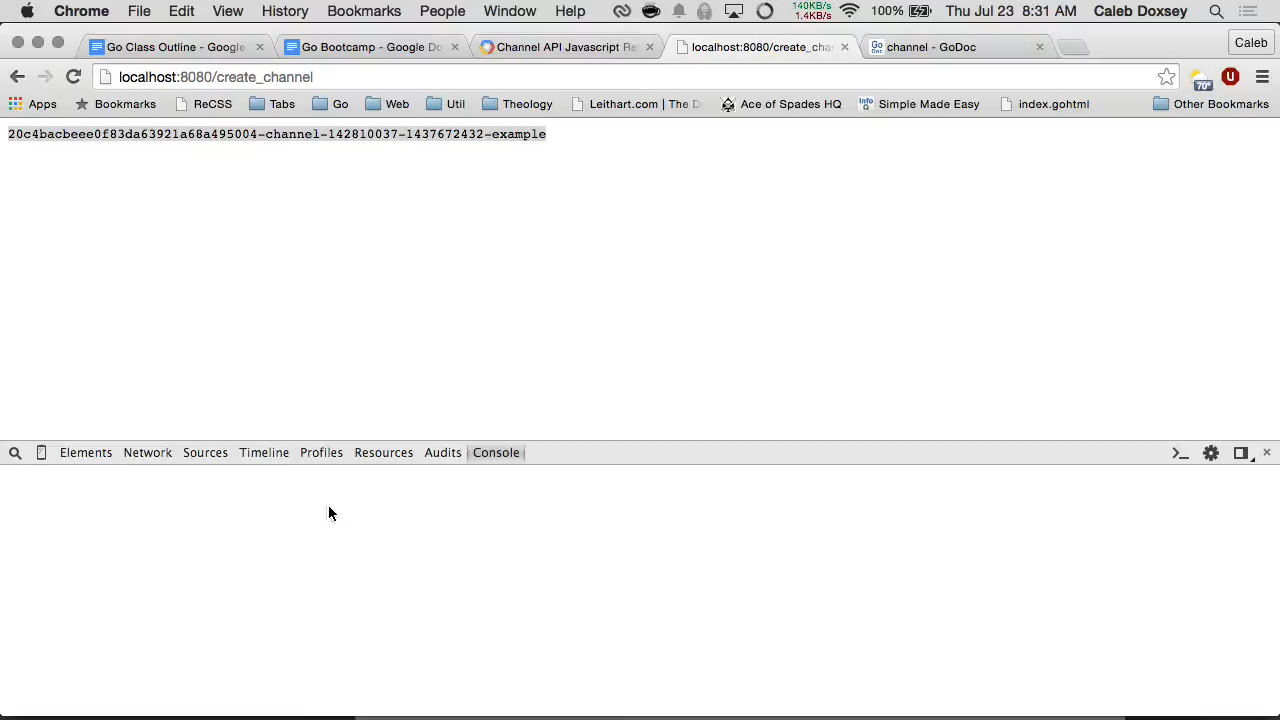 Chrome File Edit View History Bookmarks People Window Help 140KB/s 1.4KB/s 100% Thu Jul 23 8:31 AM Caleb Doxsey
Go Class Outline - Google × Go Bootcamp - Google Do × Channel API Javascript Re × localhost:8080/create_cha × Go Doc channel - GoDoc × Caleb
localhost:8080/create_channel 70° U
Apps Bookmarks ReCSS Tabs Go Web Util Theology Leithart.com | The D Ace of Spades HQ Info Q Simple Made Easy index.gohtml Other Bookmarks
20c4bacbeee0f83da63921a68a495004-channel-142810037-1437672432-example
Elements Network Sources Timeline Profiles Resources Audits Console ×